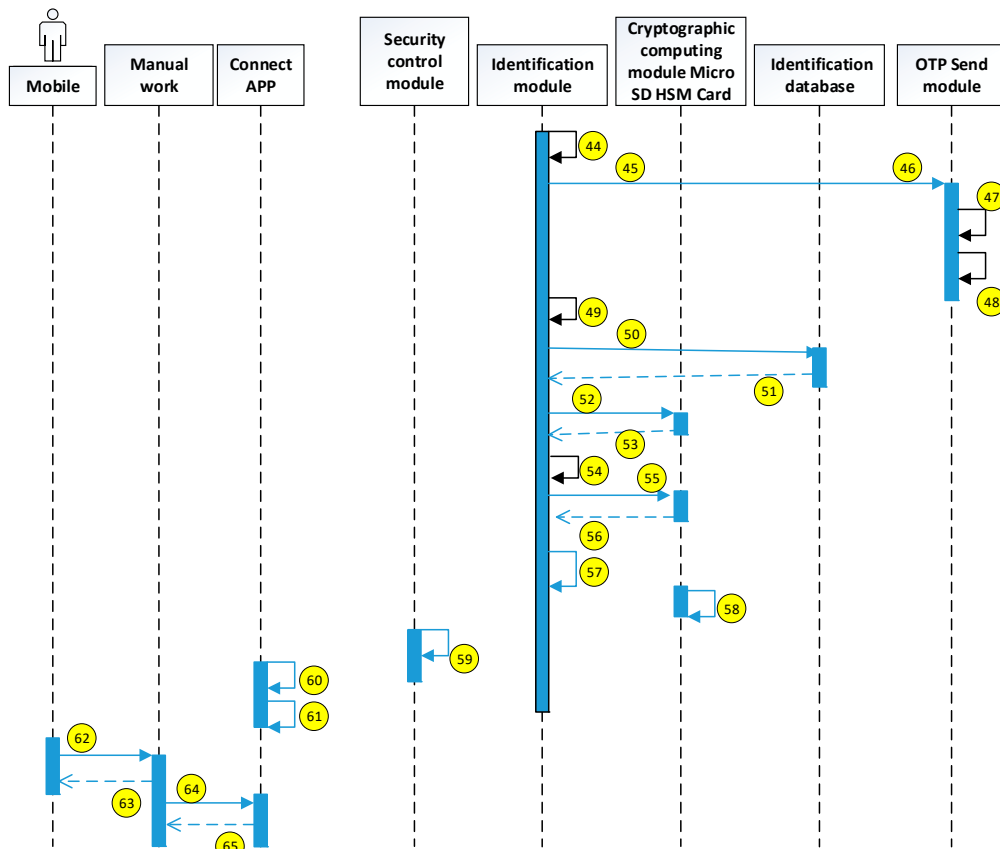 Mobile
Manual
work
Connect
APP
Security
control
module
Identification
module
Cryptographic
computing
module Micro
SD HSM Card
Identification
database
OTP Send
module
44
45
46
47
48
49
50
51
52
53
54
55
56
57
58
59
60
61
62
63
64
65